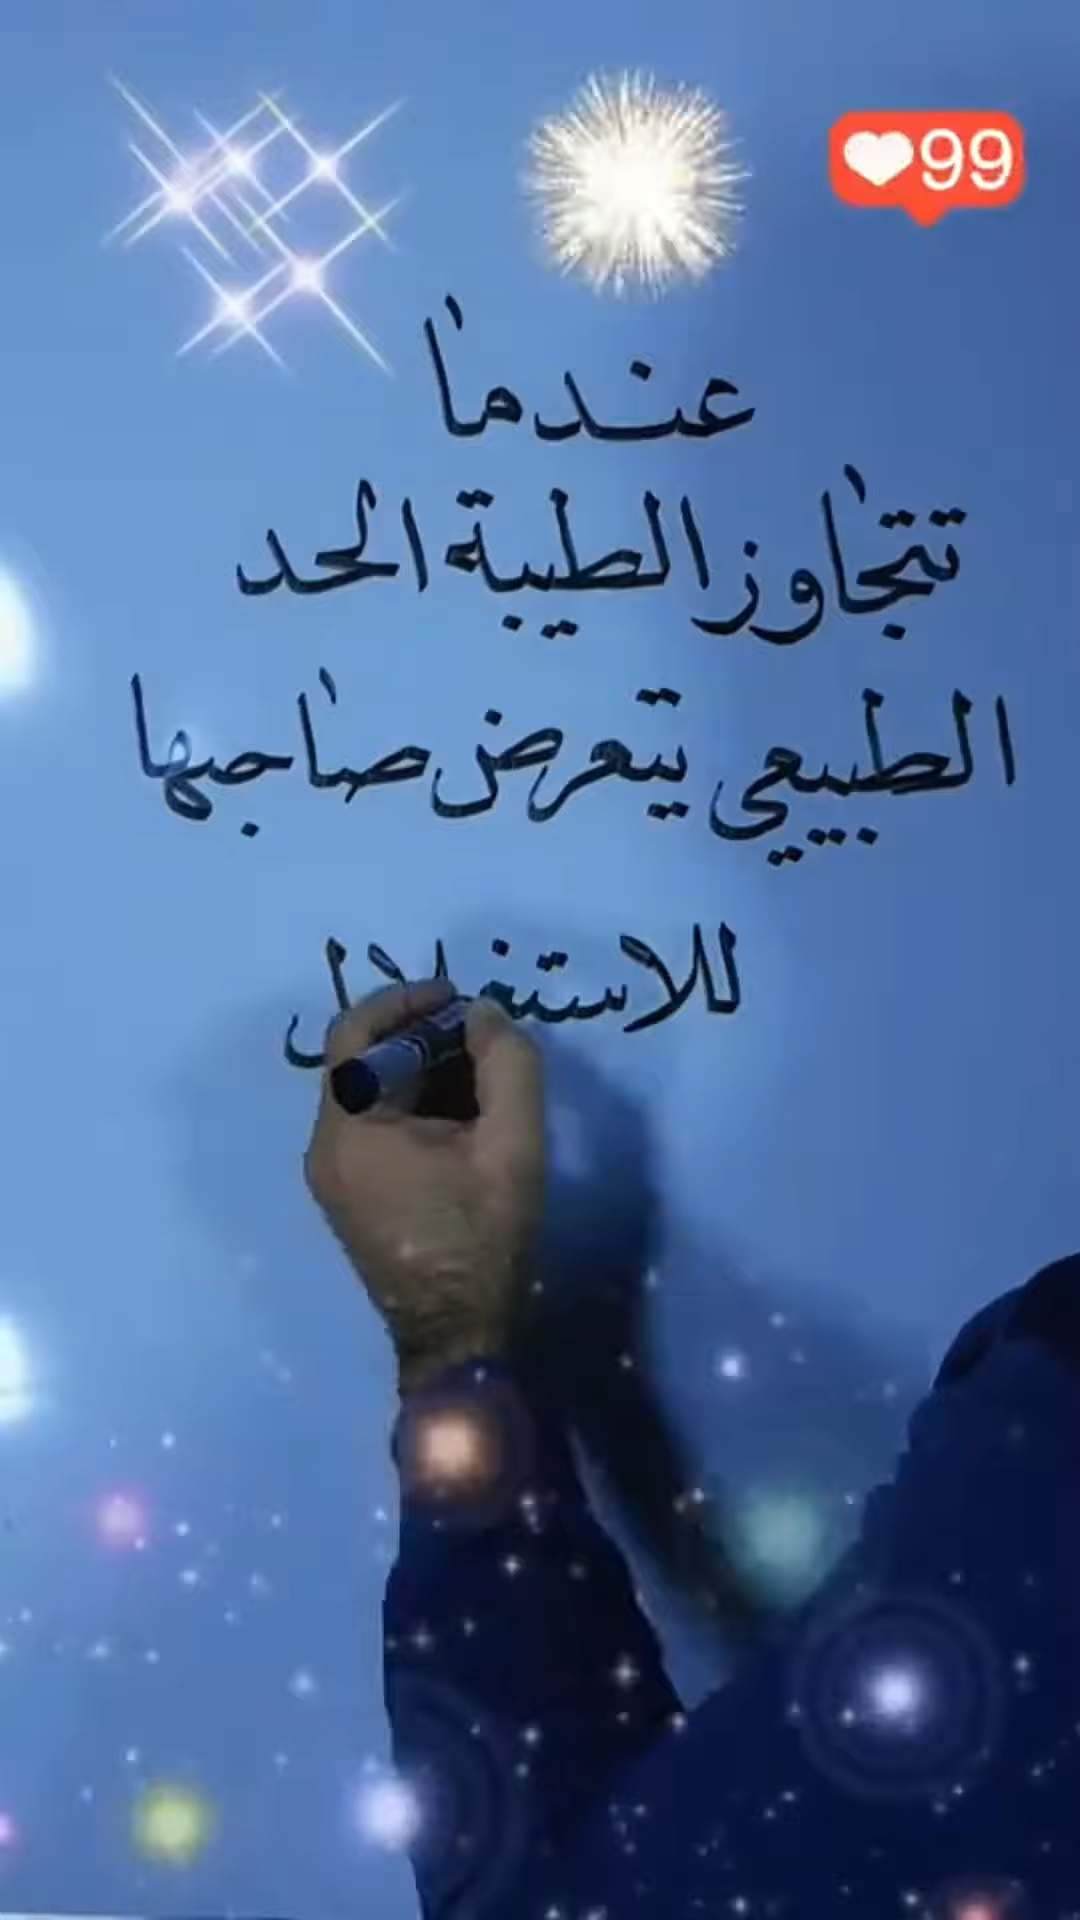 99
عندما
تتجاوز الطيبة الحد
الطبيعي يتعرض صاحبها
للاستغلال